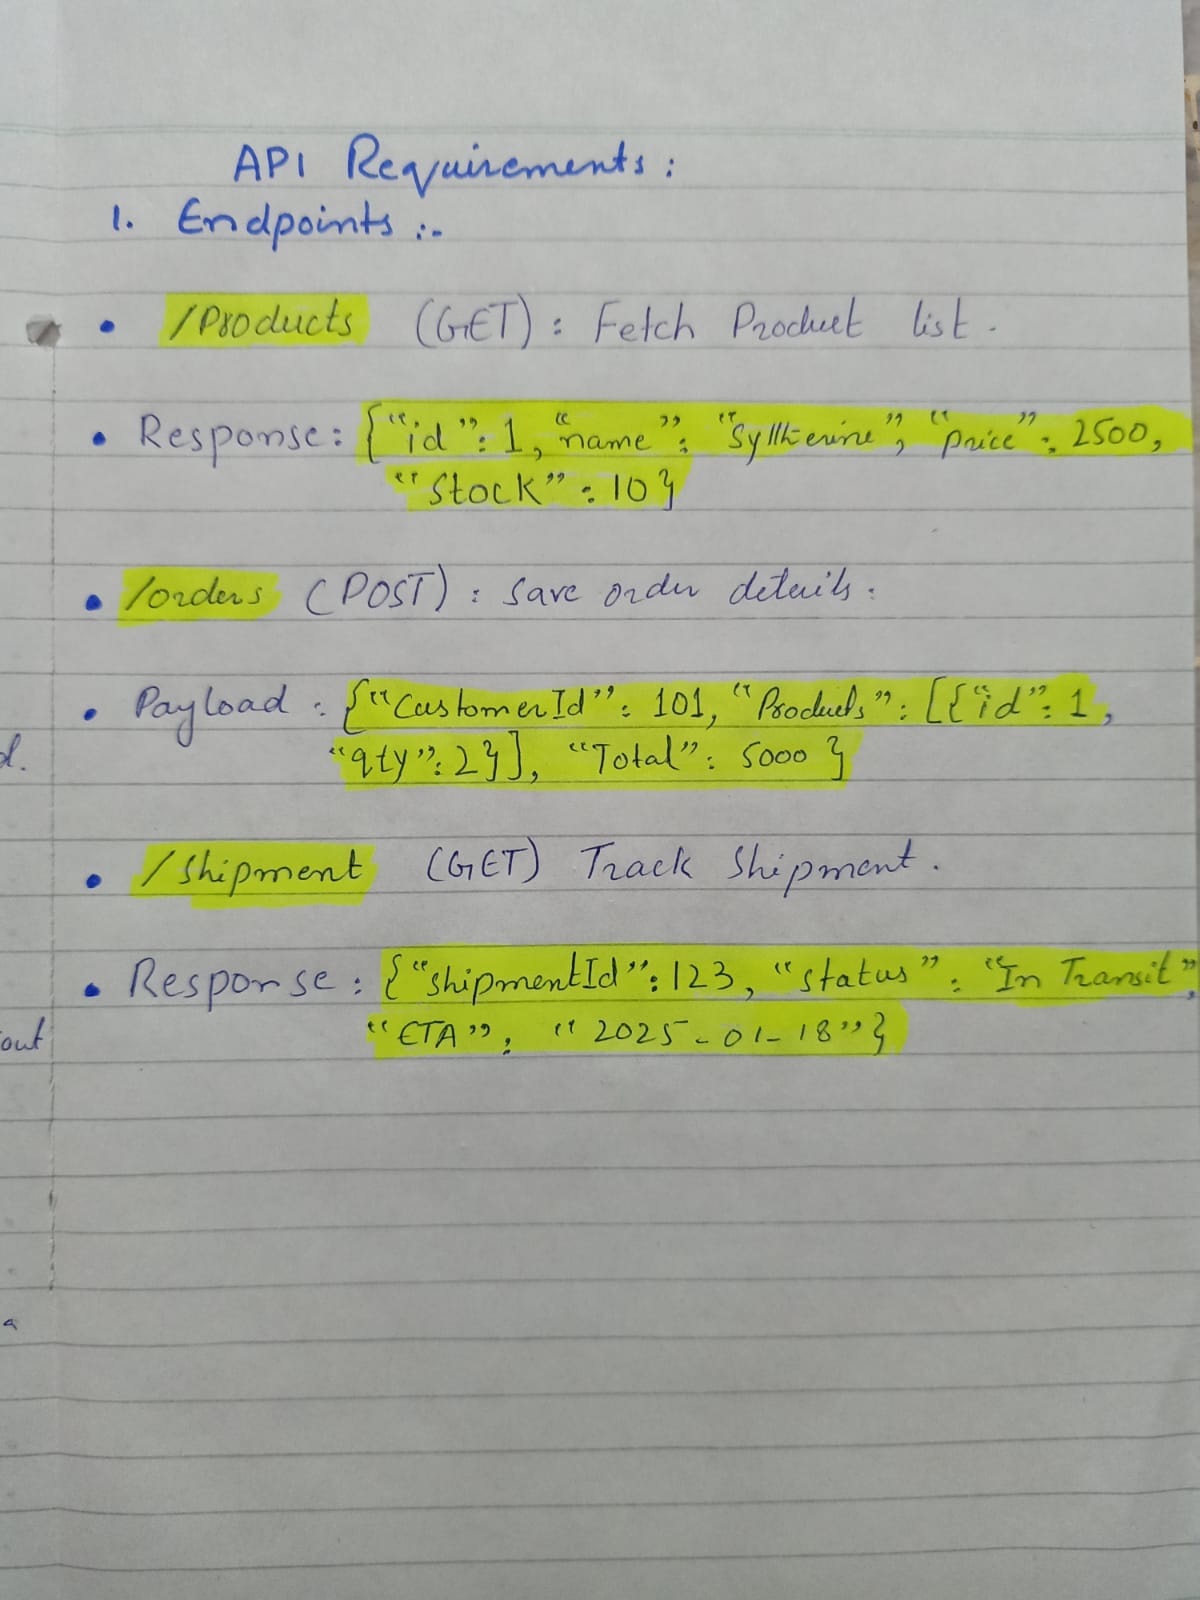 API Requirements :
1. Endpoints :-
• /Products (GET) : Fetch Product list .
• Response : {"id" : 1, "name" : "Syltherine", "price" : 2500,
"Stock" : 10}
• /orders (POST) : Save order details .
• Payload : {"CustomerId" : 101, "Products" : [{"id" : 1,
"qty" : 2}], "Total" : 5000 }
d.
• /Shipment (GET) Track Shipment .
• Response : {"shipmentId" : 123, "status" : "In Transit",
"ETA" : "2025-01-18"}
out